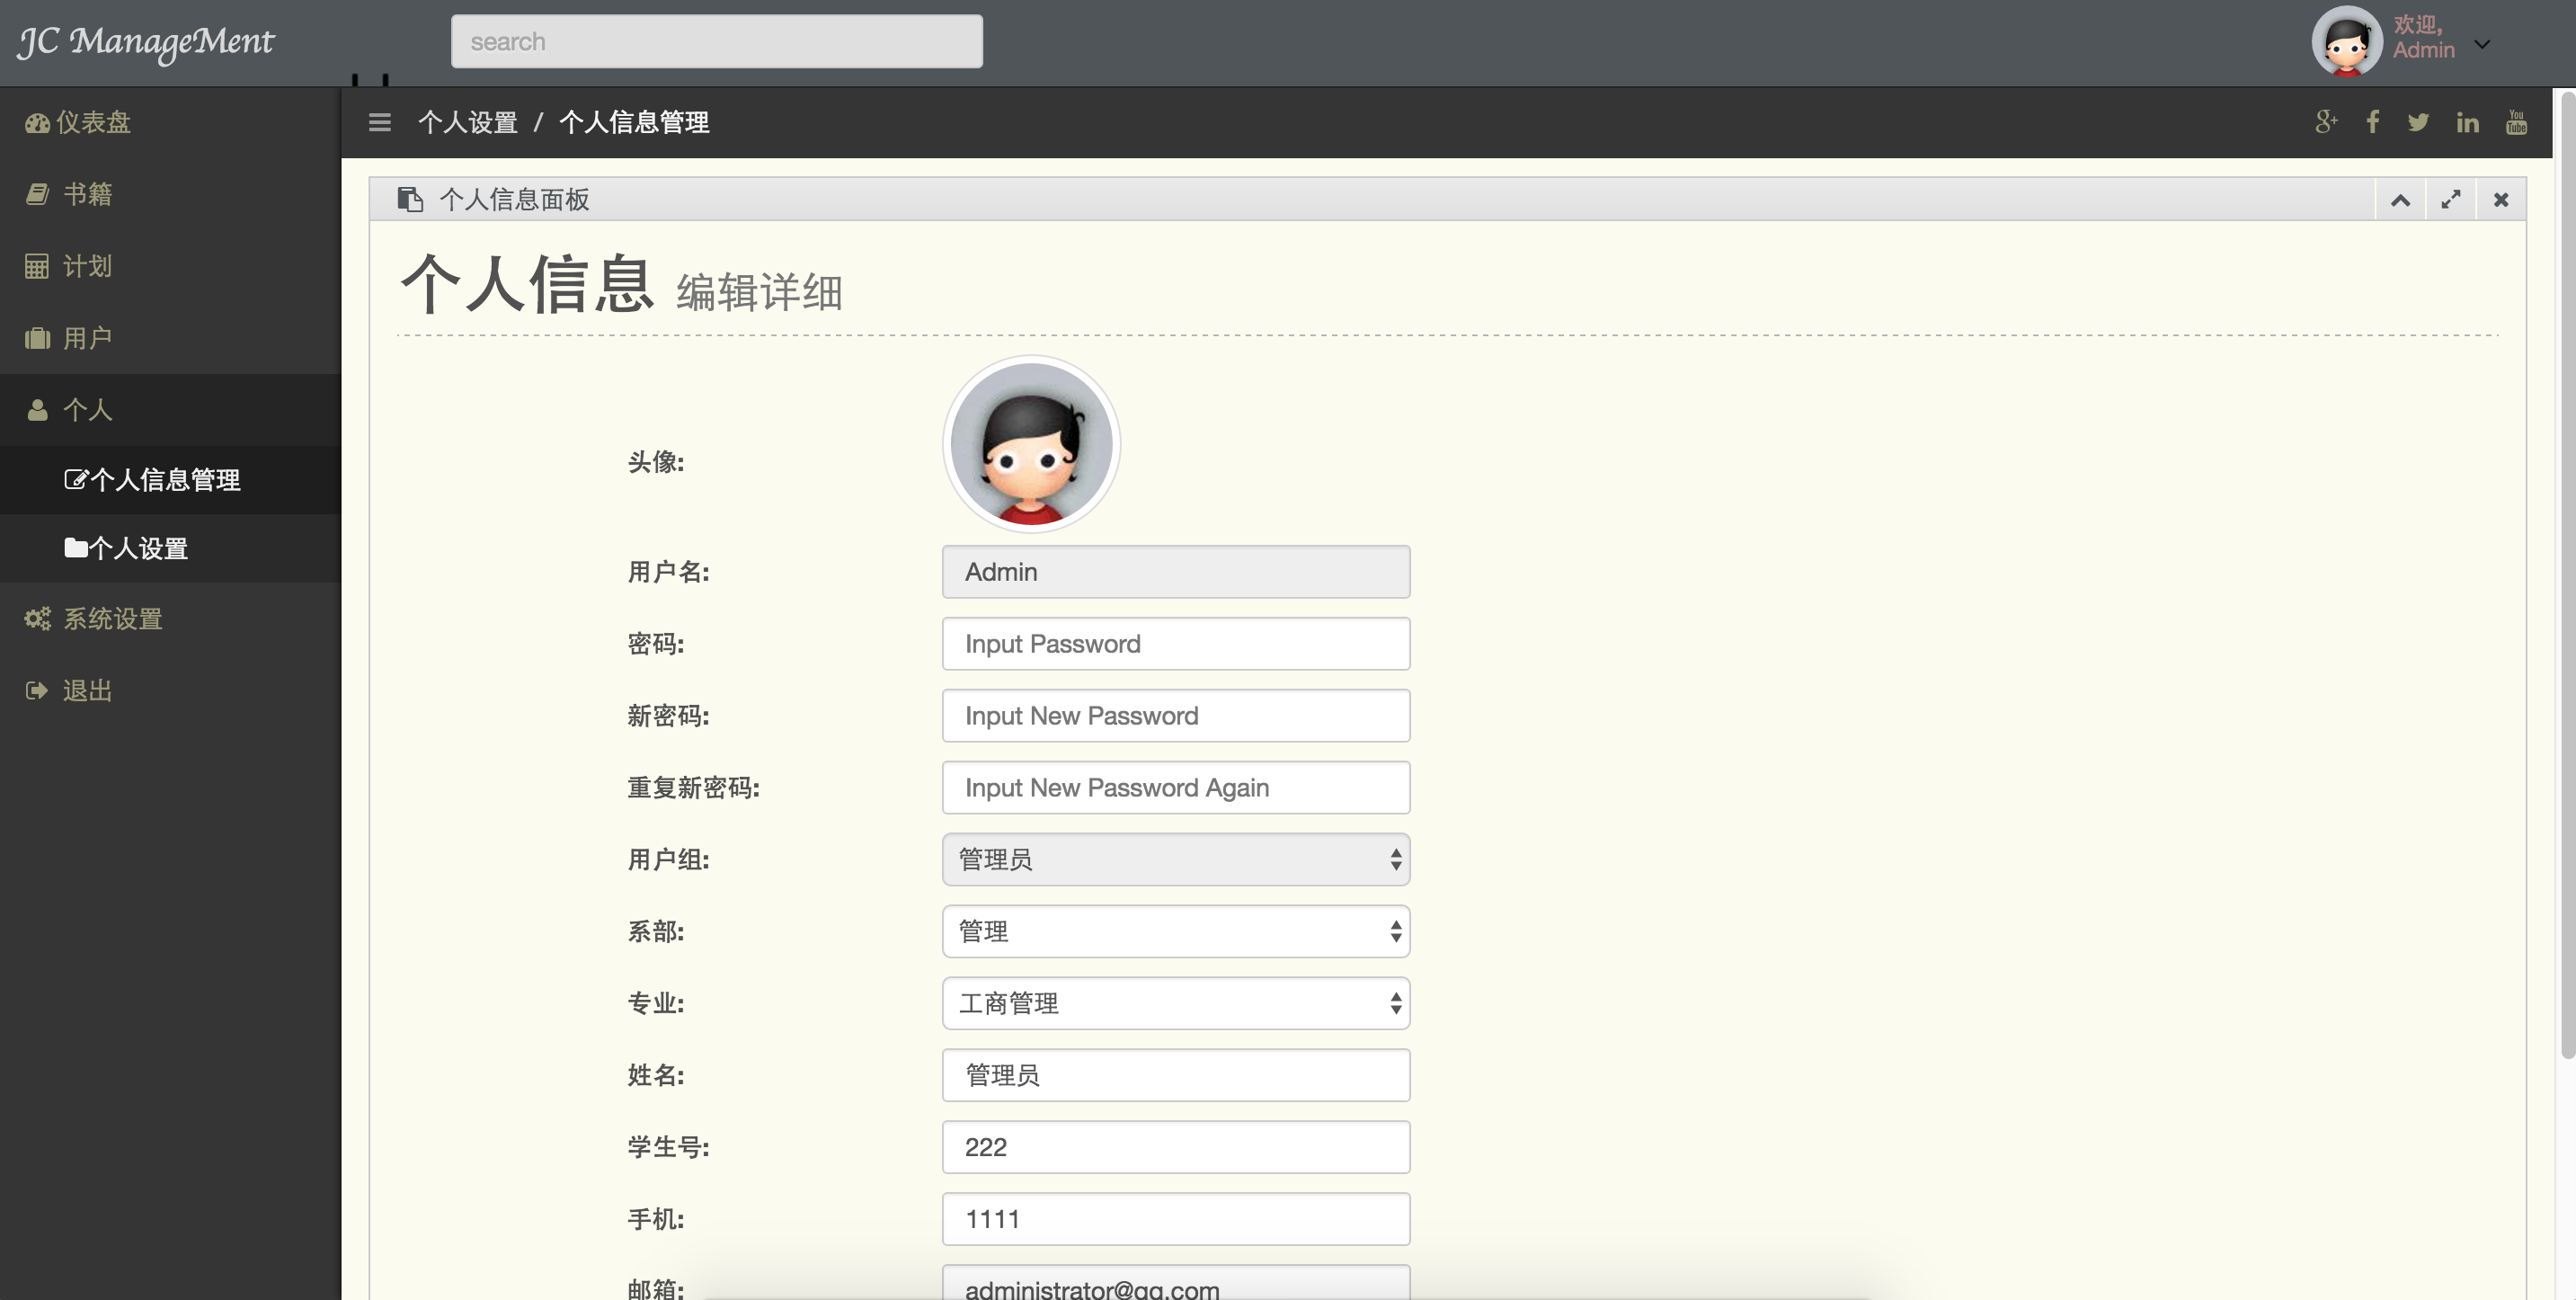 JC ManageMent
search
欢迎,
Admin
仪表盘
书籍
计划
用户
个人
个人信息管理
个人设置
系统设置
退出
个人设置 / 个人信息管理
个人信息面板
个人信息 编辑详细
头像:
用户名: Admin
密码: Input Password
新密码: Input New Password
重复新密码: Input New Password Again
用户组: 管理员
系部: 管理
专业: 工商管理
姓名: 管理员
学生号: 222
手机: 1111
邮箱: administrator@qq.com